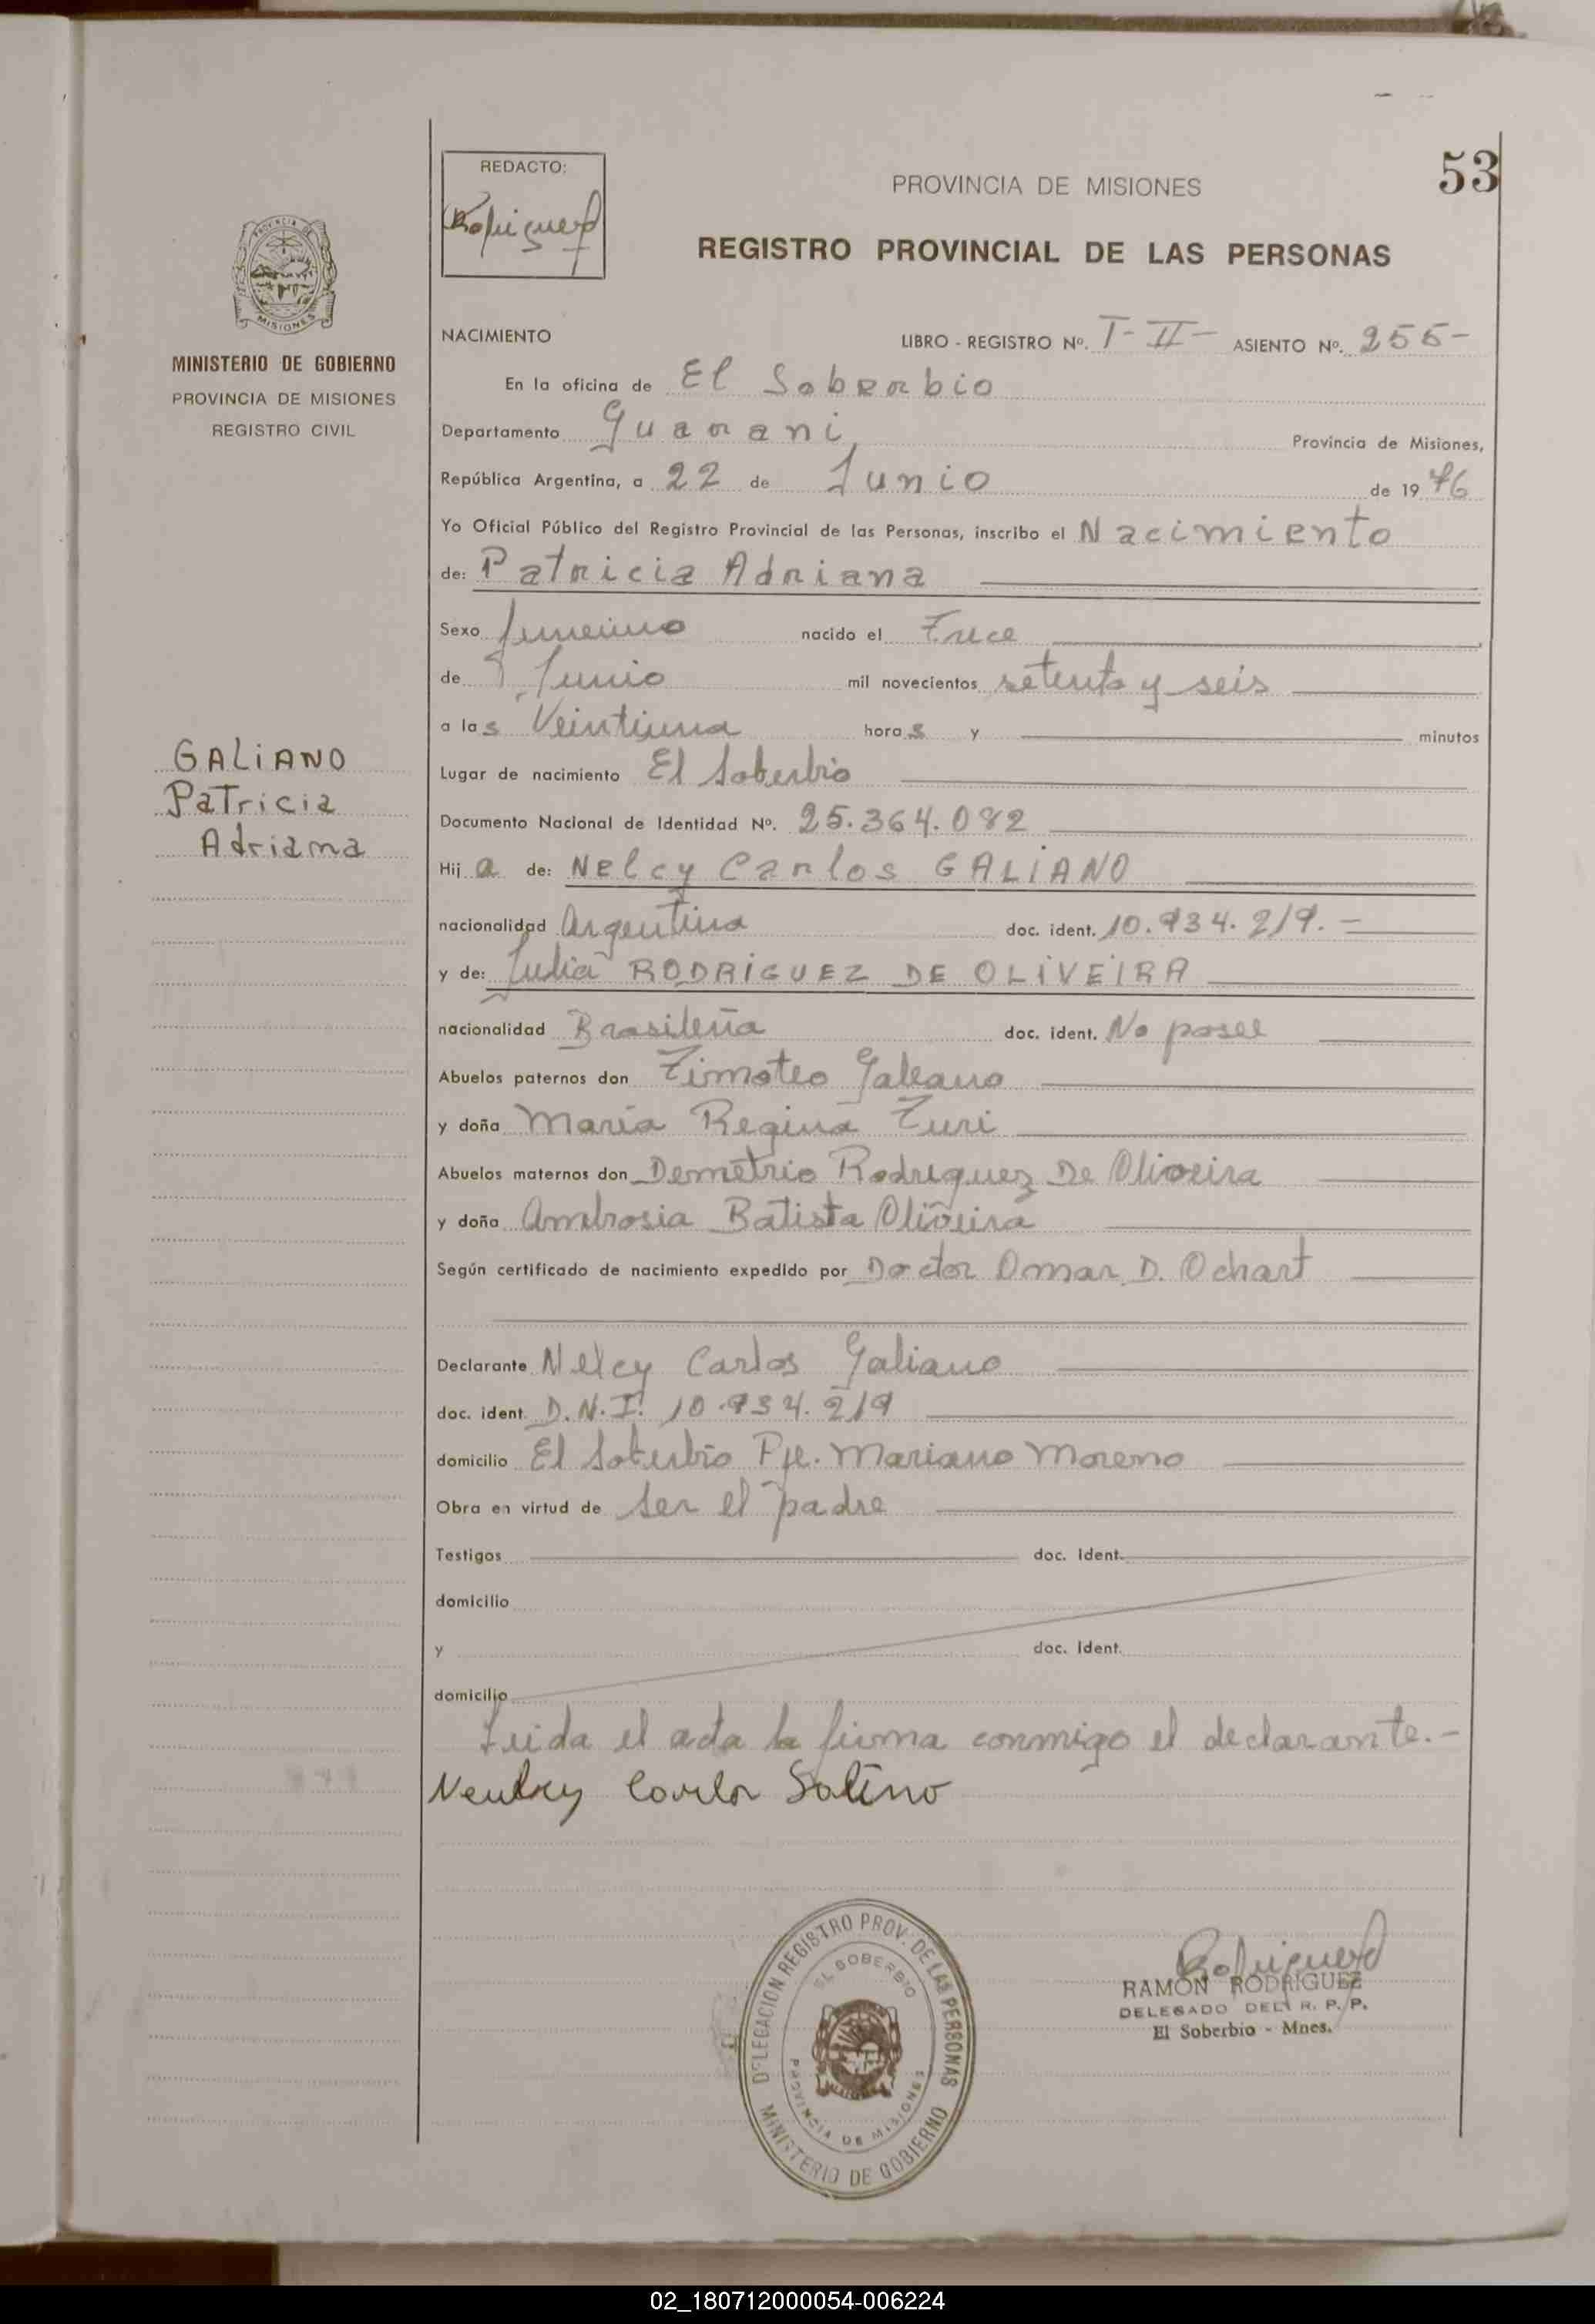 53
REDACTO:
Rodriguez
PROVINCIA DE MISIONES
REGISTRO PROVINCIAL DE LAS PERSONAS
MISIONES
MINISTERIO DE GOBIERNO
PROVINCIA DE MISIONES
REGISTRO CIVIL
NACIMIENTO LIBRO - REGISTRO Nº. I-II- ASIENTO Nº. 255-
En la oficina de El Soberbio
Departamento Guarani Provincia de Misiones,
República Argentina, a 22 de Junio de 1976
Yo Oficial Público del Registro Provincial de las Personas, inscribo el Nacimiento
de: Patricia Adriana
Sexo femenino nacido el Trece
de Junio mil novecientos setenta y seis
a las Veintiuna horas y minutos
GALIANO
Patricia
Adriana
Lugar de nacimiento El Soberbio
Documento Nacional de Identidad Nº. 25.364.082
Hija de: Nelcy Carlos GALIANO
nacionalidad Argentina doc. ident. 10.934.219.-
y de: Julia RODRIGUEZ DE OLIVEIRA
nacionalidad Brasileña doc. ident. No posee
Abuelos paternos don Timoteo Galeano
y doña Maria Regina Turi
Abuelos maternos don Demetrio Rodriguez De Oliveira
y doña Ambrosia Batista Oliveira
Según certificado de nacimiento expedido por Doctor Omar D. Ochart
Declarante Nelcy Carlos Galiano
doc. ident. D.N.I. 10.934.219
domicilio El Soberbio Pje. Mariano Moreno
Obra en virtud de ser el padre
Testigos doc. Ident.
domicilio
y doc. Ident.
domicilio
Leida el acta la firma conmigo el declarante.-
DELEGACION REGISTRO PROV. DE LAS PERSONAS
EL SOBERBIO
PROVINCIA DE MISIONES
MINISTERIO DE GOBIERNO
Rodriguez
RAMÓN RODRIGUEZ
DELEGADO DEL R. P. P.
El Soberbio - Mnes.
02_180712000054-006224